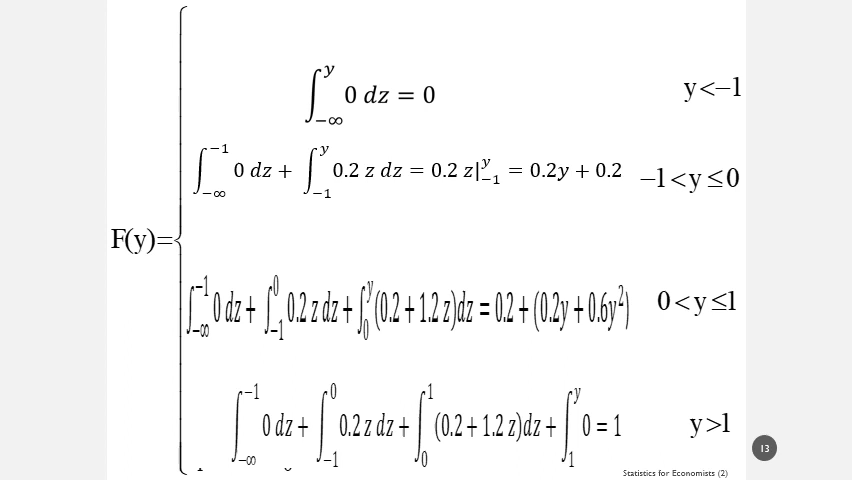 ∫_{−∞}^{y} 0 dz = 0 y<−1
∫_{−∞}^{−1} 0 dz + ∫_{−1}^{y} 0.2 z dz = 0.2 z|_{−1}^{y} = 0.2y + 0.2 −1<y ≤0
F(y)=
∫_{−∞}^{−1} 0 dz + ∫_{−1}^{0} 0.2 z dz + ∫_{0}^{y} (0.2 + 1.2 z)dz = 0.2 + (0.2y + 0.6y²) 0<y ≤1
∫_{−∞}^{−1} 0 dz + ∫_{−1}^{0} 0.2 z dz + ∫_{0}^{1} (0.2 + 1.2 z)dz + ∫_{1}^{y} 0 = 1 y>1
13
Statistics for Economists (2)